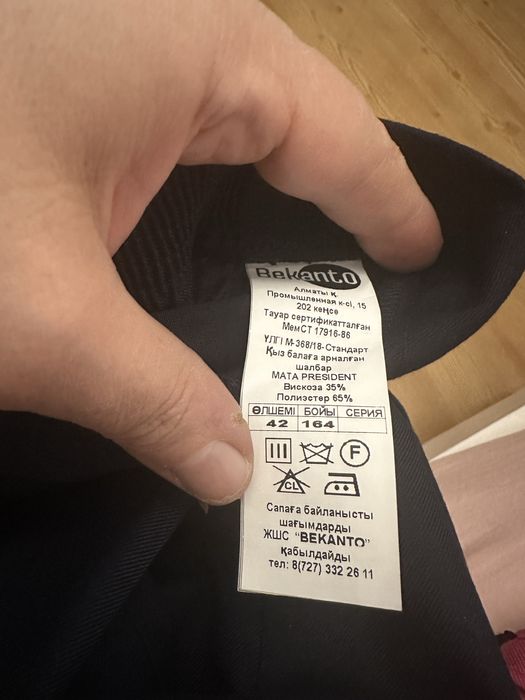 Bekanto
Алматы қ.
Промышленная к-сі, 15
202 кеңсе
Тауар сертификатталған
МемСТ 17916-86
ҮЛГІ М-368/18-Стандарт
Қыз балаға арналған
шалбар
МАТА PRESIDENT
Вискоза 35%
Полиэстер 65%
ӨЛШЕМІ БОЙЫ СЕРИЯ
42 164
F
CL
Сапаға байланысты
шағымдарды
ЖШС "BEKANTO"
қабылдайды
тел: 8(727) 332 26 11